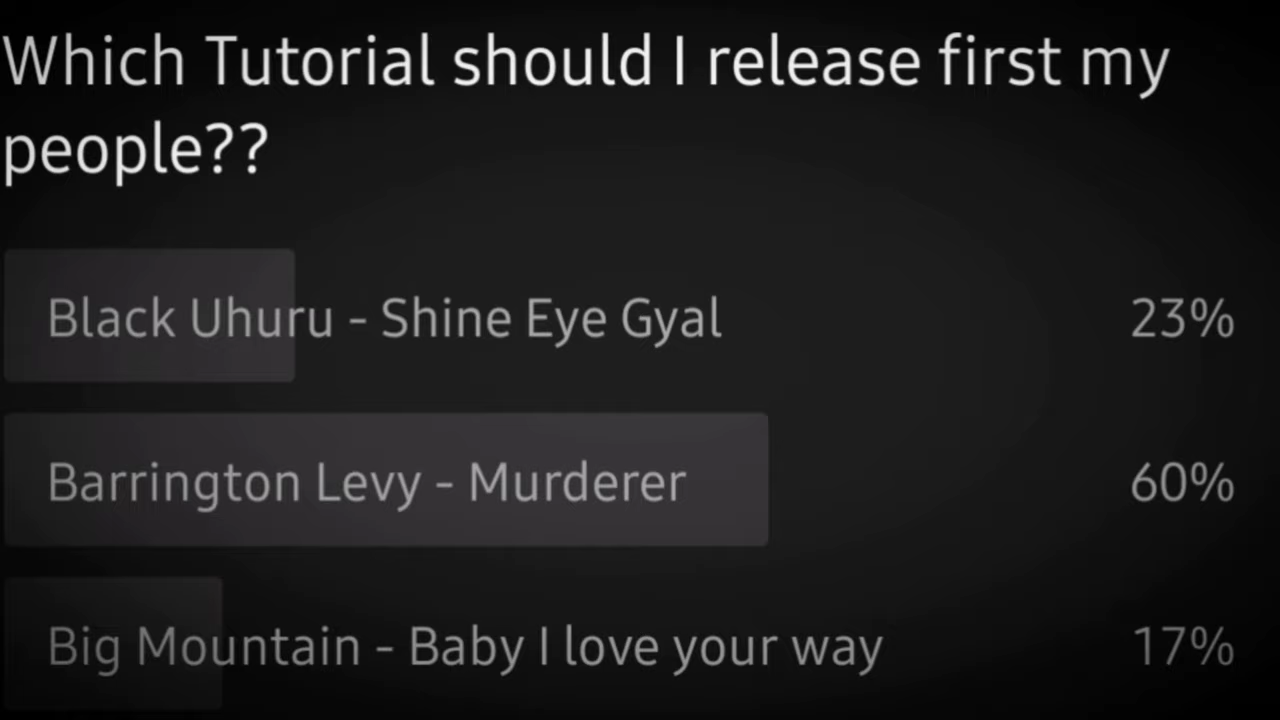 Which Tutorial should I release first my
people??
Black Uhuru - Shine Eye Gyal 23%
Barrington Levy - Murderer 60%
Big Mountain - Baby I love your way 17%